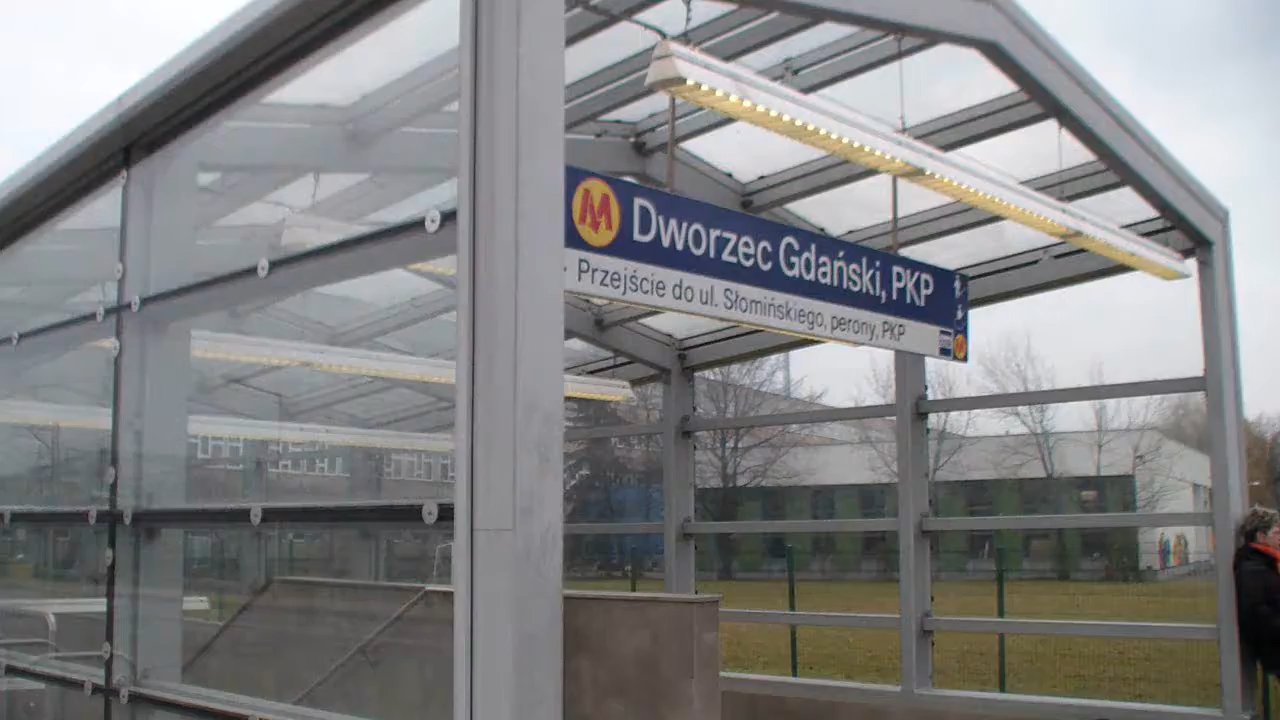 M Dworzec Gdański, PKP
Przejście do ul. Słomińskiego, perony, PKP